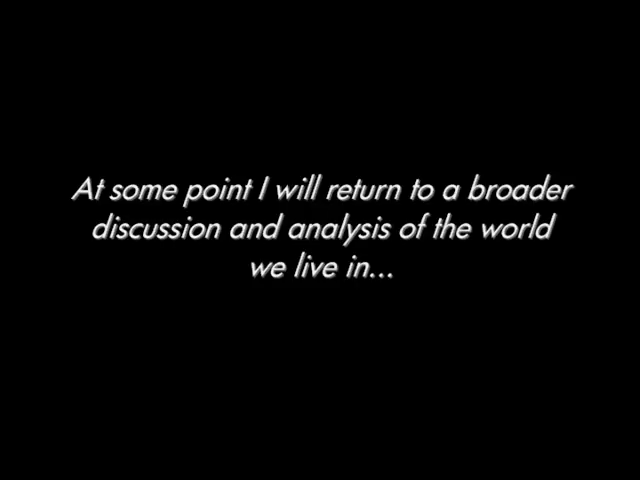 At some point I will return to a broader
discussion and analysis of the world
we live in...